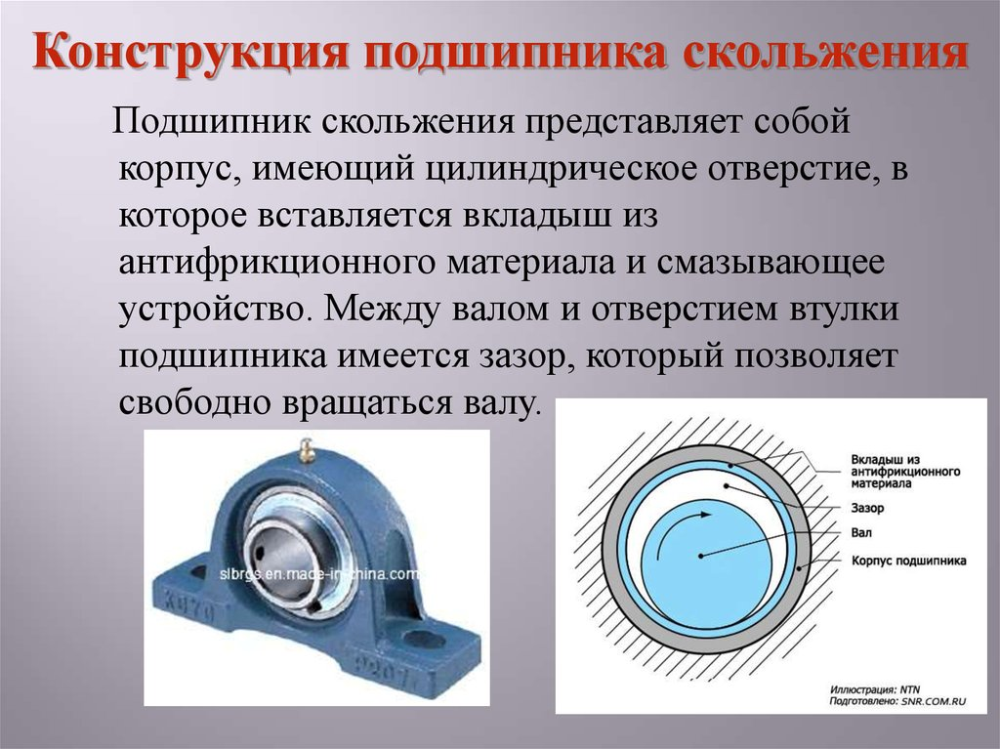 Конструкция подшипника скольжения
Подшипник скольжения представляет собой
корпус, имеющий цилиндрическое отверстие, в
которое вставляется вкладыш из
антифрикционного материала и смазывающее
устройство. Между валом и отверстием втулки
подшипника имеется зазор, который позволяет
свободно вращаться валу.
slbrgs.en.made-in-china.com
P207
Вкладыш из
антифрикционного
материала
Зазор
Вал
Корпус подшипника
Иллюстрация: NTN
Подготовлено: SNR.COM.RU